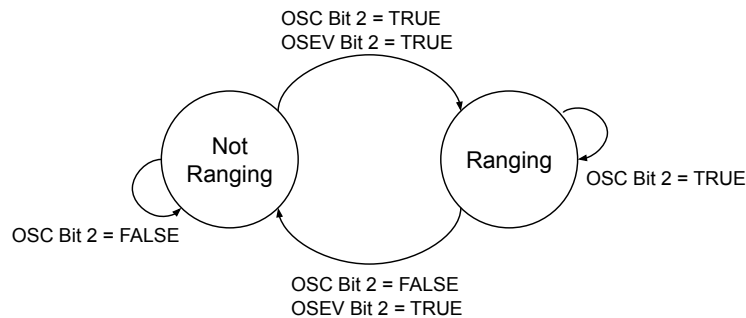 OSC Bit 2 = TRUE
OSEV Bit 2 = TRUE
Not
Ranging
Ranging
OSC Bit 2 = TRUE
OSC Bit 2 = FALSE
OSC Bit 2 = FALSE
OSEV Bit 2 = TRUE